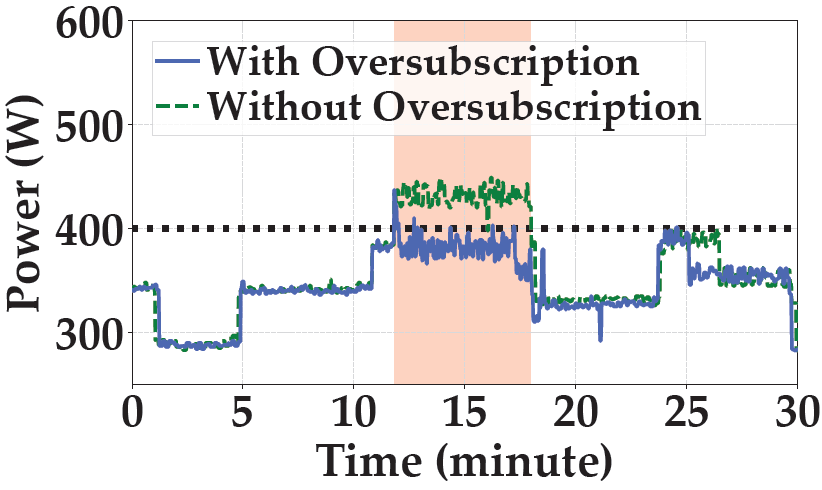 600
500
400
300
Power (W)
With Oversubscription
Without Oversubscription
0 5 10 15 20 25 30
Time (minute)